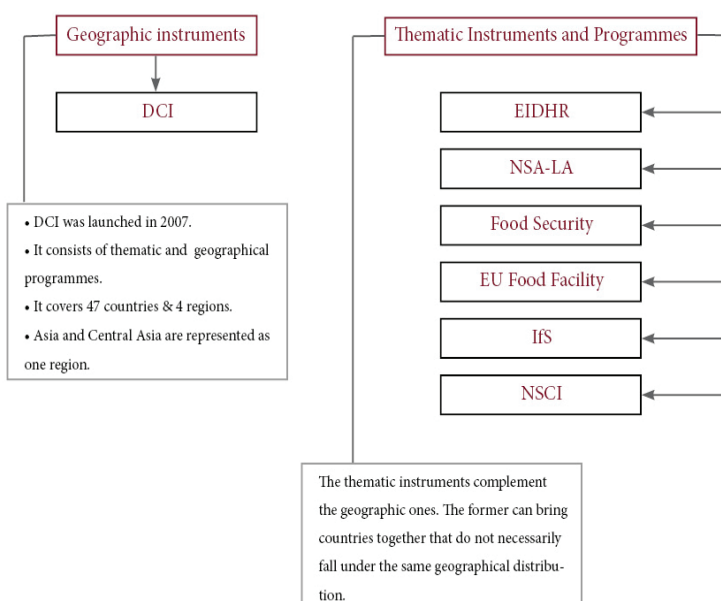 Geographic instruments
DCI
• DCI was launched in 2007.
• It consists of thematic and geographical
programmes.
• It covers 47 countries & 4 regions.
• Asia and Central Asia are represented as
one region.
Thematic Instruments and Programmes
EIDHR
NSA-LA
Food Security
EU Food Facility
IfS
NSCI
The thematic instruments complement
the geographic ones. The former can bring
countries together that do not necessarily
fall under the same geographical distribu-
tion.